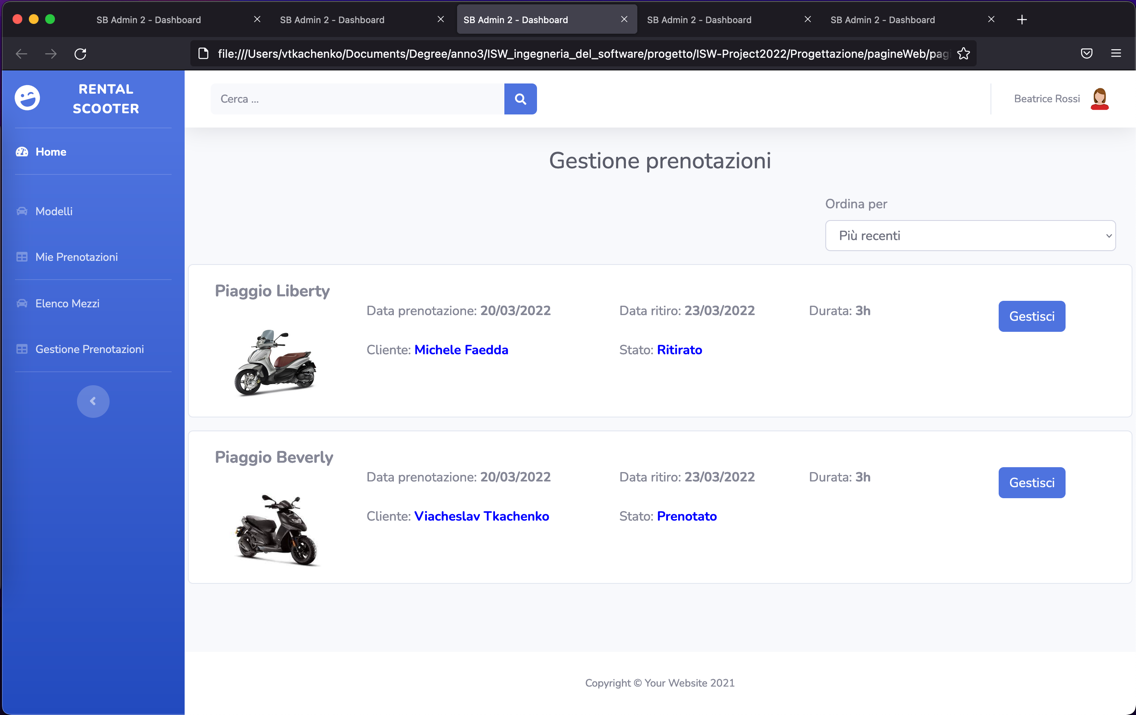 SB Admin 2 - Dashboard
SB Admin 2 - Dashboard
SB Admin 2 - Dashboard
SB Admin 2 - Dashboard
SB Admin 2 - Dashboard
file:///Users/vtkachenko/Documents/Degree/anno3/ISW_ingegneria_del_software/progetto/ISW-Project2022/Progettazione/pagineWeb/pag
RENTAL
SCOOTER
Home
Modelli
Mie Prenotazioni
Elenco Mezzi
Gestione Prenotazioni
Cerca ...
Beatrice Rossi
Gestione prenotazioni
Ordina per
Più recenti
Piaggio Liberty
Data prenotazione: 20/03/2022 Data ritiro: 23/03/2022 Durata: 3h
Gestisci
Cliente: Michele Faedda Stato: Ritirato
Piaggio Beverly
Data prenotazione: 20/03/2022 Data ritiro: 23/03/2022 Durata: 3h
Gestisci
Cliente: Viacheslav Tkachenko Stato: Prenotato
Copyright © Your Website 2021